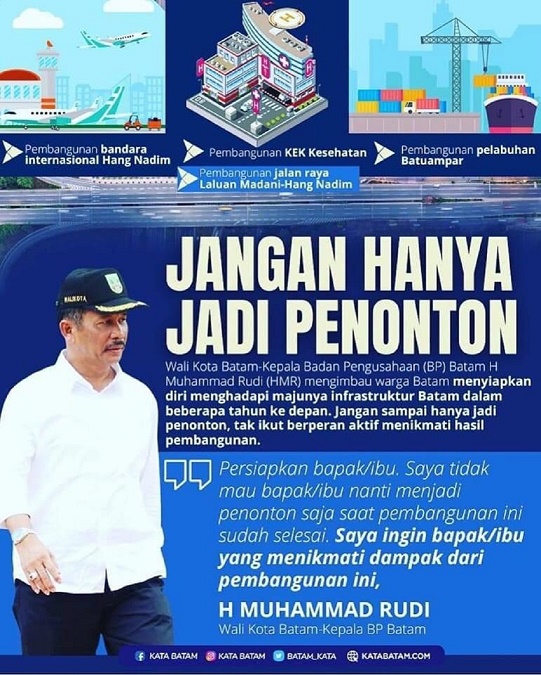 Pembangunan bandara
internasional Hang Nadim
Pembangunan KEK Kesehatan
Pembangunan pelabuhan
Batuampar
Pembangunan jalan raya
Laluan Madani-Hang Nadim
WALIKOTA
JANGAN HANYA
JADI PENONTON
Wali Kota Batam-Kepala Badan Pengusahaan (BP) Batam H
Muhammad Rudi (HMR) mengimbau warga Batam menyiapkan
diri menghadapi majunya infrastruktur Batam dalam
beberapa tahun ke depan. Jangan sampai hanya jadi
penonton, tak ikut berperan aktif menikmati hasil
pembangunan.
Persiapkan bapak/ibu. Saya tidak
mau bapak/ibu nanti menjadi
penonton saja saat pembangunan ini
sudah selesai. Saya ingin bapak/ibu
yang menikmati dampak dari
pembangunan ini,
H MUHAMMAD RUDI
Wali Kota Batam-Kepala BP Batam
KATA BATAM KATA BATAM BATAM_KATA KATABATAM.COM